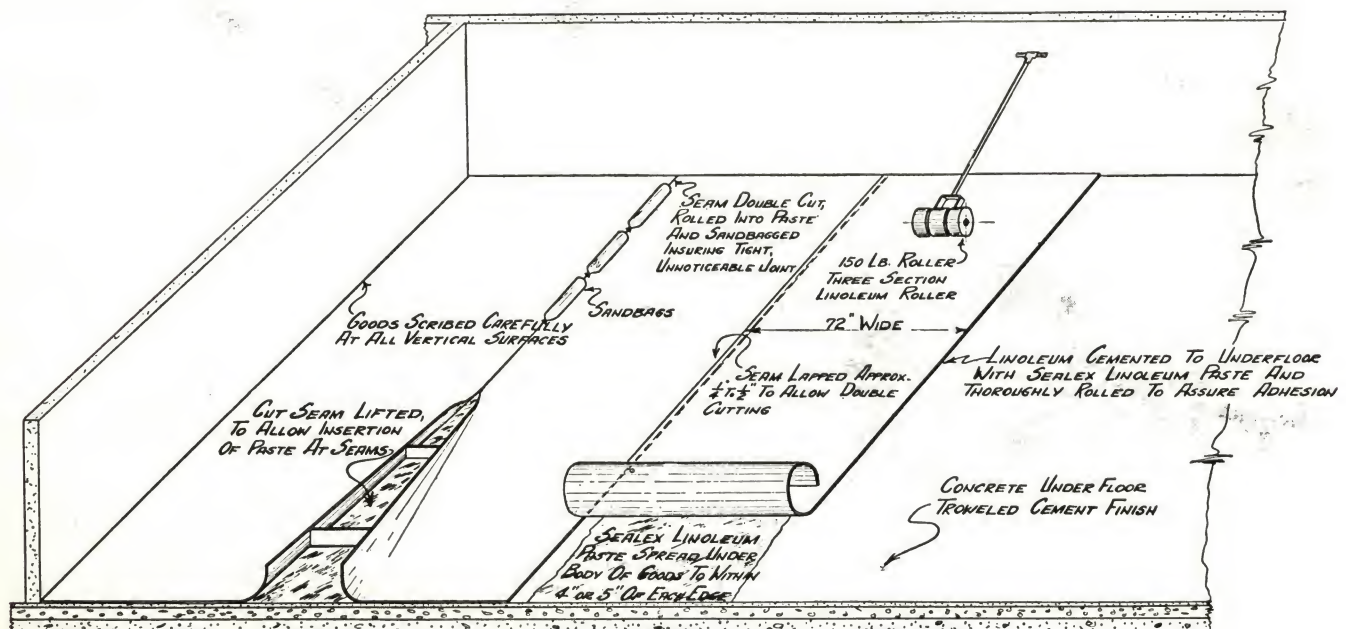 SEAM DOUBLE CUT,
ROLLED INTO PASTE
AND SANDBAGGED
INSURING TIGHT,
UNNOTICEABLE JOINT
SANDBAGS
150 LB. ROLLER
THREE SECTION
LINOLEUM ROLLER
72" WIDE
GOODS SCRIBED CAREFULLY
AT ALL VERTICAL SURFACES
LINOLEUM CEMENTED TO UNDERFLOOR
WITH SEALEX LINOLEUM PASTE AND
THOROUGHLY ROLLED TO ASSURE ADHESION
SEAM LAPPED APPROX.
TO ½" TO ALLOW DOUBLE
CUTTING
CUT SEAM LIFTED,
TO ALLOW INSERTION
OF PASTE AT SEAMS
CONCRETE UNDER FLOOR
TROWELED CEMENT FINISH
SEALEX LINOLEUM
PASTE SPREAD UNDER
BODY OF GOODS TO WITHIN
4" OR 5" OF EACH EDGE